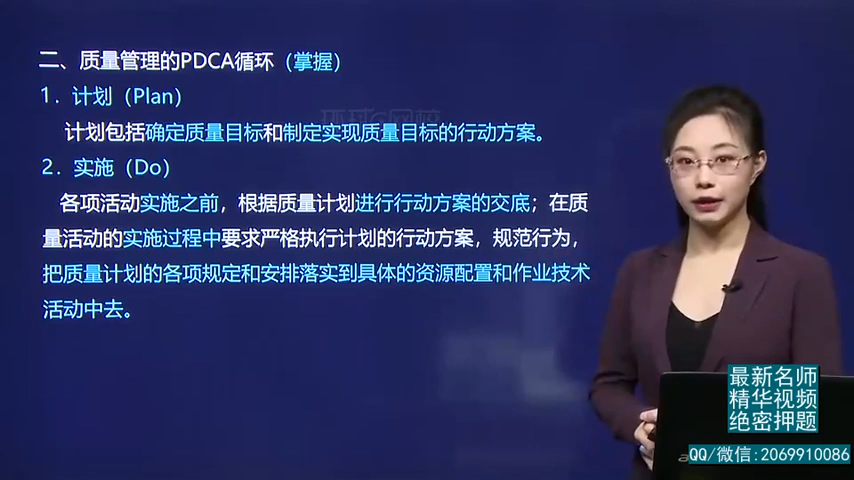 二、质量管理的PDCA循环（掌握）
1．计划（Plan）
计划包括确定质量目标和制定实现质量目标的行动方案。
2．实施（Do）
各项活动实施之前，根据质量计划进行行动方案的交底；在质
量活动的实施过程中要求严格执行计划的行动方案，规范行为，
把质量计划的各项规定和安排落实到具体的资源配置和作业技术
活动中去。
最新名师
精华视频
绝密押题
QQ/微信:2069910086